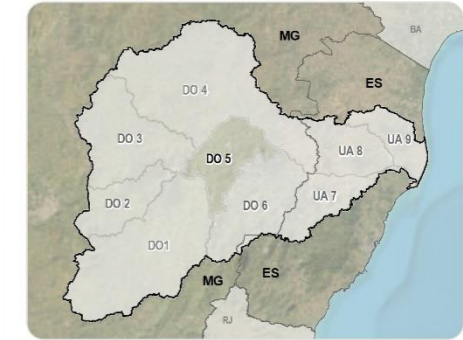 BA
MG
ES
DO 4
DO 3
DO 5
UA 9
UA 8
DO 2
DO 6
UA 7
DO1
MG
ES
RJ